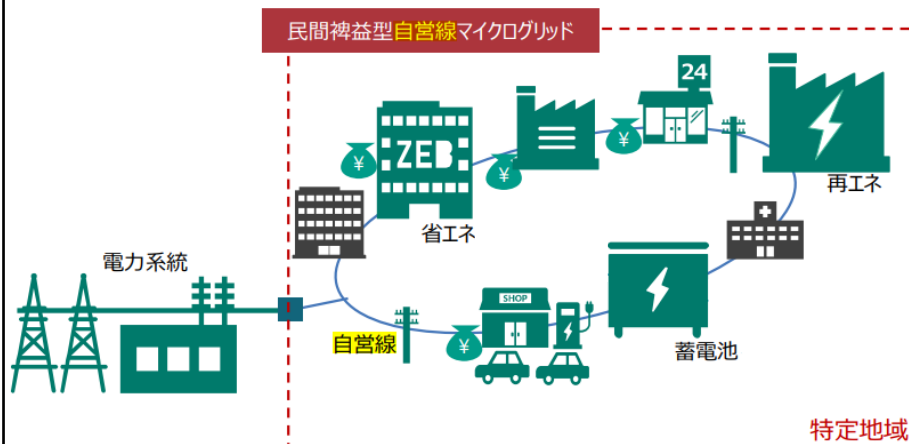 民間裨益型自営線マイクログリッド
24
¥
ZEB
¥
¥
再エネ
省エネ
電力系統
SHOP
自営線
¥
蓄電池
特定地域